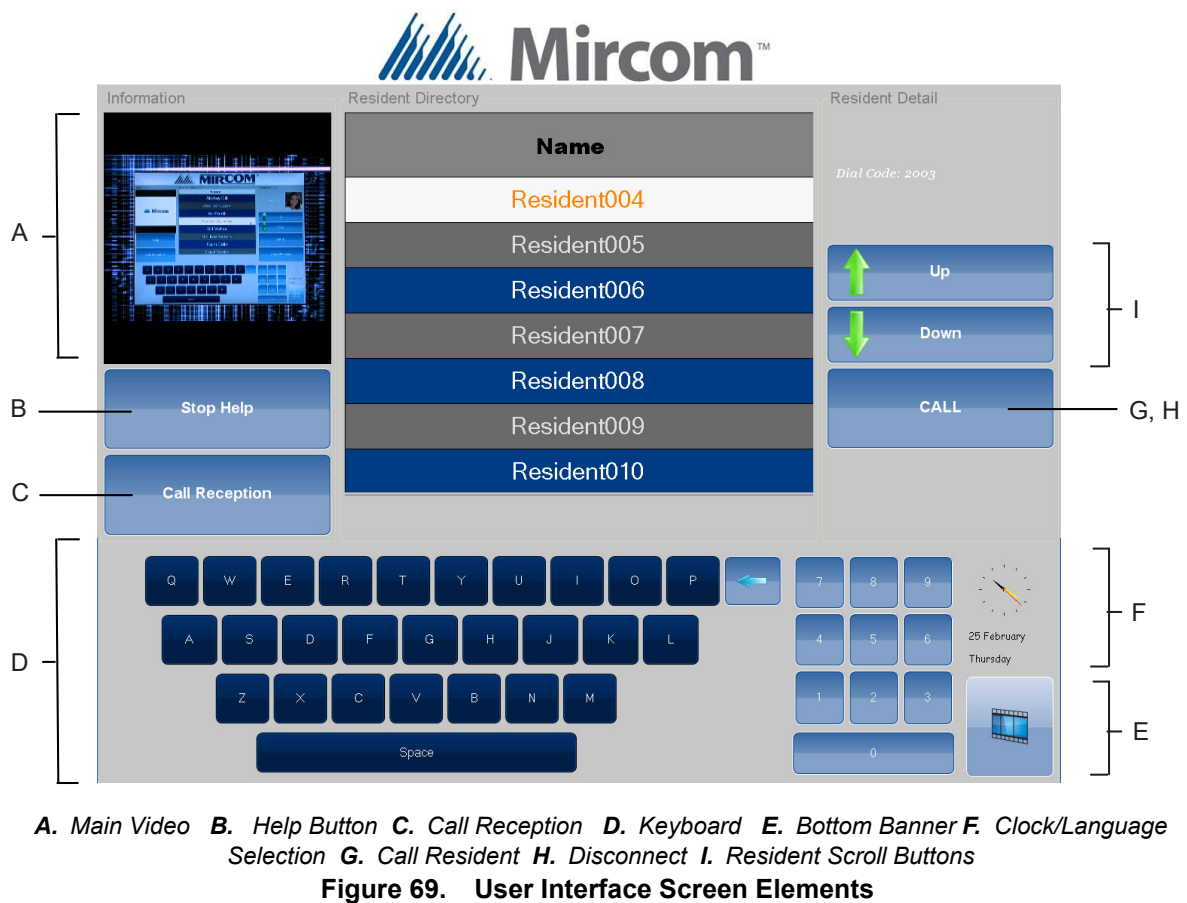 Mircom™
Information
Resident Directory
Resident Detail
MIRCOM
Name
Name
Dial Code: 2003
Resident004
Resident005
Resident006
Resident007
Resident008
Resident009
Resident010
Up
Down
CALL
Stop Help
Call Reception
A
B
C
D
I
G, H
F
E
Q W E R T Y U I O P
7 8 9
A S D F G H J K L
4 5 6
25 February
Thursday
Z X C V B N M
1 2 3
Space
0
A. Main Video B. Help Button C. Call Reception D. Keyboard E. Bottom Banner F. Clock/Language
Selection G. Call Resident H. Disconnect I. Resident Scroll Buttons
Figure 69. User Interface Screen Elements